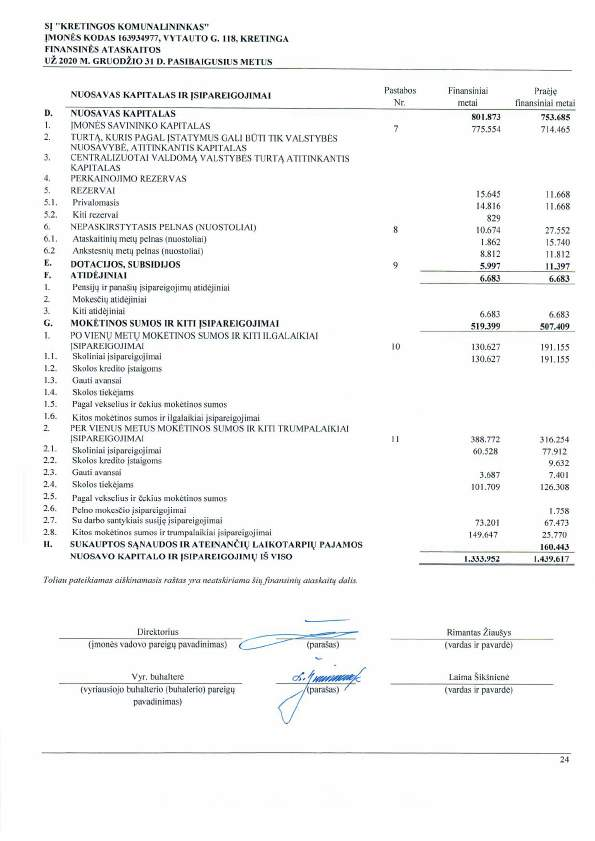 SĮ "KRETINGOS KOMUNALININKAS"
ĮMONĖS KODAS 163934977, VYTAUTO G. 118, KRETINGA
FINANSINĖS ATASKAITOS
UŽ 2020 M. GRUODŽIO 31 D. PASIBAIGUSIUS METUS
NUOSAVAS KAPITALAS IR ĮSIPAREIGOJIMAI Pastabos Nr. Finansiniai metai Praėję finansiniai metai
D. NUOSAVAS KAPITALAS 801.873 753.685
1. ĮMONĖS SAVININKO KAPITALAS 7 775.554 714.465
2. TURTĄ, KURIS PAGAL ĮSTATYMUS GALI BŪTI TIK VALSTYBĖS
NUOSAVYBĖ, ATITINKANTIS KAPITALAS
3. CENTRALIZUOTAI VALDOMĄ VALSTYBĖS TURTĄ ATITINKANTIS
KAPITALAS
4. PERKAINOJIMO REZERVAS
5. REZERVAI 15.645 11.668
5.1. Privalomasis 14.816 11.668
5.2. Kiti rezervai 829
6. NEPASKIRSTYTASIS PELNAS (NUOSTOLIAI) 8 10.674 27.552
6.1. Ataskaitinių metų pelnas (nuostoliai) 1.862 15.740
6.2 Ankstesnių metų pelnas (nuostoliai) 8.812 11.812
E. DOTACIJOS, SUBSIDIJOS 9 5.997 11.397
F. ATIDĖJINIAI 6.683 6.683
1. Pensijų ir panašių įsipareigojimų atidėjiniai
2. Mokesčių atidėjiniai
3. Kiti atidėjiniai 6.683 6.683
G. MOKĖTINOS SUMOS IR KITI ĮSIPAREIGOJIMAI 519.399 507.409
1. PO VIENŲ METŲ MOKĖTINOS SUMOS IR KITI ILGALAIKIAI
ĮSIPAREIGOJIMAI 10 130.627 191.155
1.1. Skoliniai įsipareigojimai 130.627 191.155
1.2. Skolos kredito įstaigoms
1.3. Gauti avansai
1.4. Skolos tiekėjams
1.5. Pagal vekselius ir čekius mokėtinos sumos
1.6. Kitos mokėtinos sumos ir ilgalaikiai įsipareigojimai
2. PER VIENUS METUS MOKĖTINOS SUMOS IR KITI TRUMPALAIKIAI
ĮSIPAREIGOJIMAI 11 388.772 316.254
2.1. Skoliniai įsipareigojimai 60.528 77.912
2.2. Skolos kredito įstaigoms 9.632
2.3. Gauti avansai 3.687 7.401
2.4. Skolos tiekėjams 101.709 126.308
2.5. Pagal vekselius ir čekius mokėtinos sumos
2.6. Pelno mokesčio įsipareigojimai 1.758
2.7. Su darbo santykiais susiję įsipareigojimai 73.201 67.473
2.8. Kitos mokėtinos sumos ir trumpalaikiai įsipareigojimai 149.647 25.770
H. SUKAUPTOS SĄNAUDOS IR ATEINANČIŲ LAIKOTARPIŲ PAJAMOS 160.443
NUOSAVO KAPITALO IR ĮSIPAREIGOJIMŲ IŠ VISO 1.333.952 1.439.617
Toliau pateikiamas aiškinamasis raštas yra neatskiriama šių finansinių ataskaitų dalis.
Direktorius Rimantas Žiaušys
(įmonės vadovo pareigų pavadinimas) (parašas) (vardas ir pavardė)
Vyr. buhalterė Laima Šikšnienė
(vyriausiojo buhalterio (buhalerio) pareigų (parašas) (vardas ir pavardė)
pavadinimas)
24